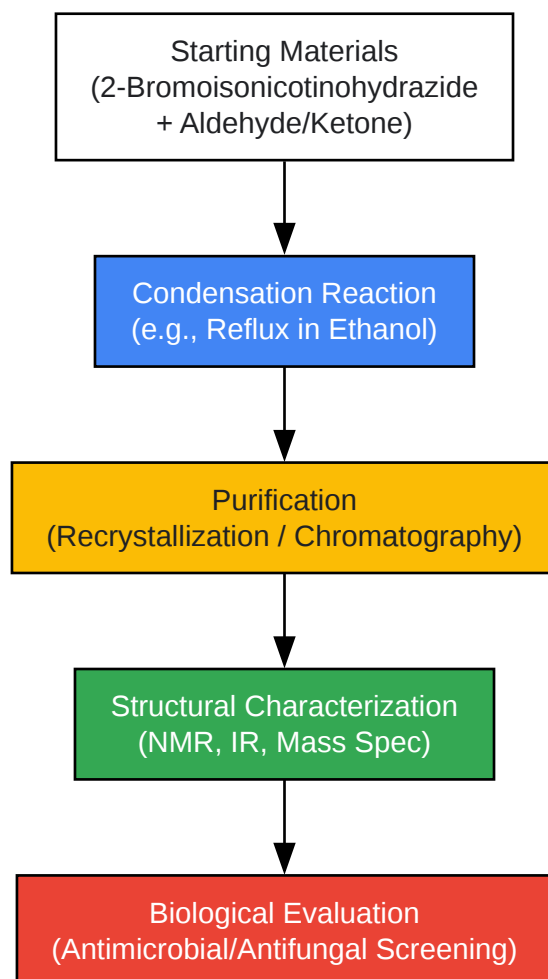 Starting Materials
(2-Bromoisonicotinohydrazide
+ Aldehyde/Ketone)
Condensation Reaction
(e.g., Reflux in Ethanol)
Purification
(Recrystallization / Chromatography)
Structural Characterization
(NMR, IR, Mass Spec)
Biological Evaluation
(Antimicrobial/Antifungal Screening)